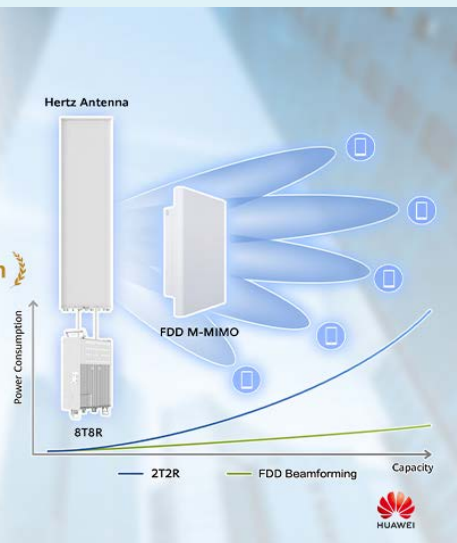 Hertz Antenna
FDD M-MIMO
Power Consumption
8T8R
Capacity
2T2R
FDD Beamforming
HUAWEI